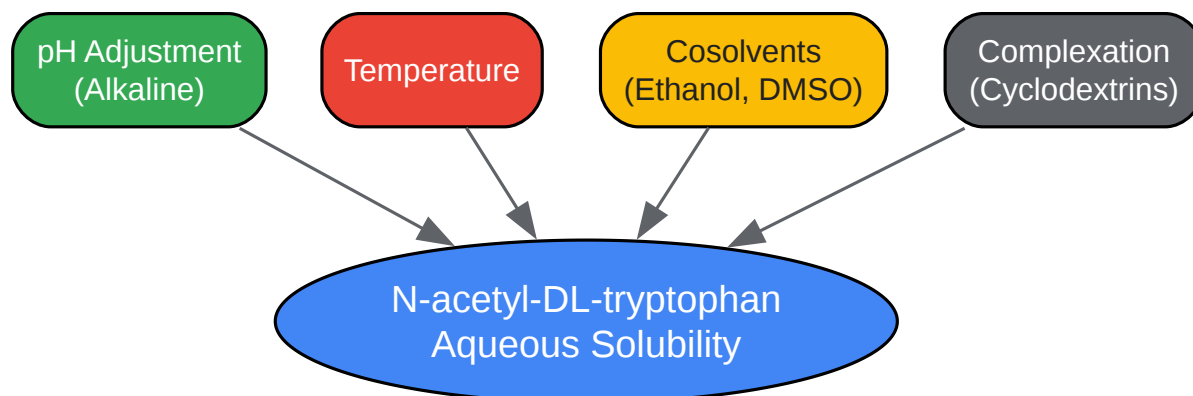 pH Adjustment
(Alkaline)
Temperature
Cosolvents
(Ethanol, DMSO)
Complexation
(Cyclodextrins)
N-acetyl-DL-tryptophan
Aqueous Solubility